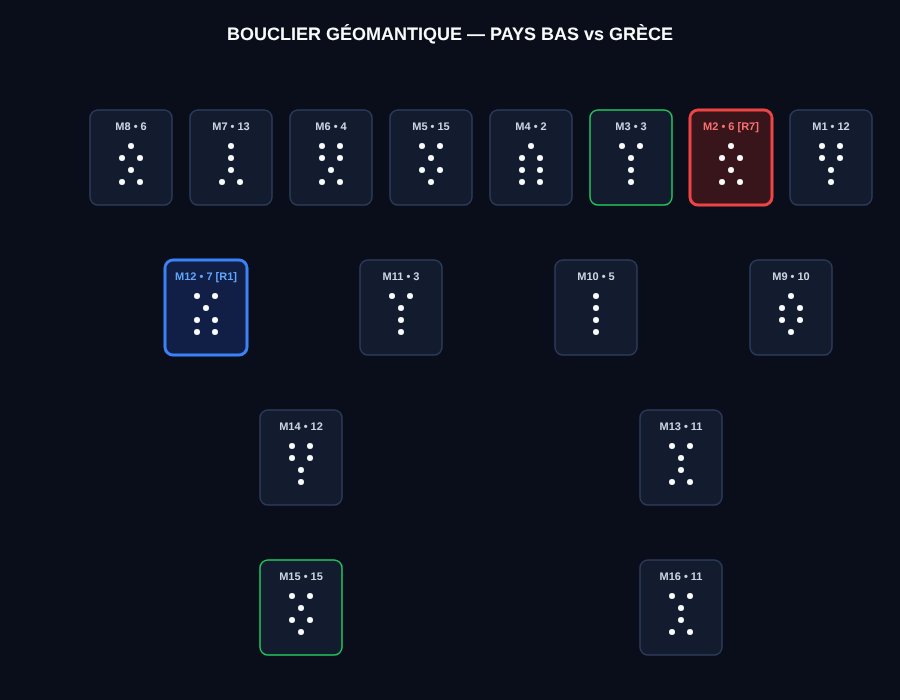 BOUCLIER GÉOMANTIQUE — PAYS BAS vs GRÈCE
M8 • 6
M7 • 13
M6 • 4
M5 • 15
M4 • 2
M3 • 3
M2 • 6 [R7]
M1 • 12
M12 • 7 [R1]
M11 • 3
M10 • 5
M9 • 10
M14 • 12
M13 • 11
M15 • 15
M16 • 11